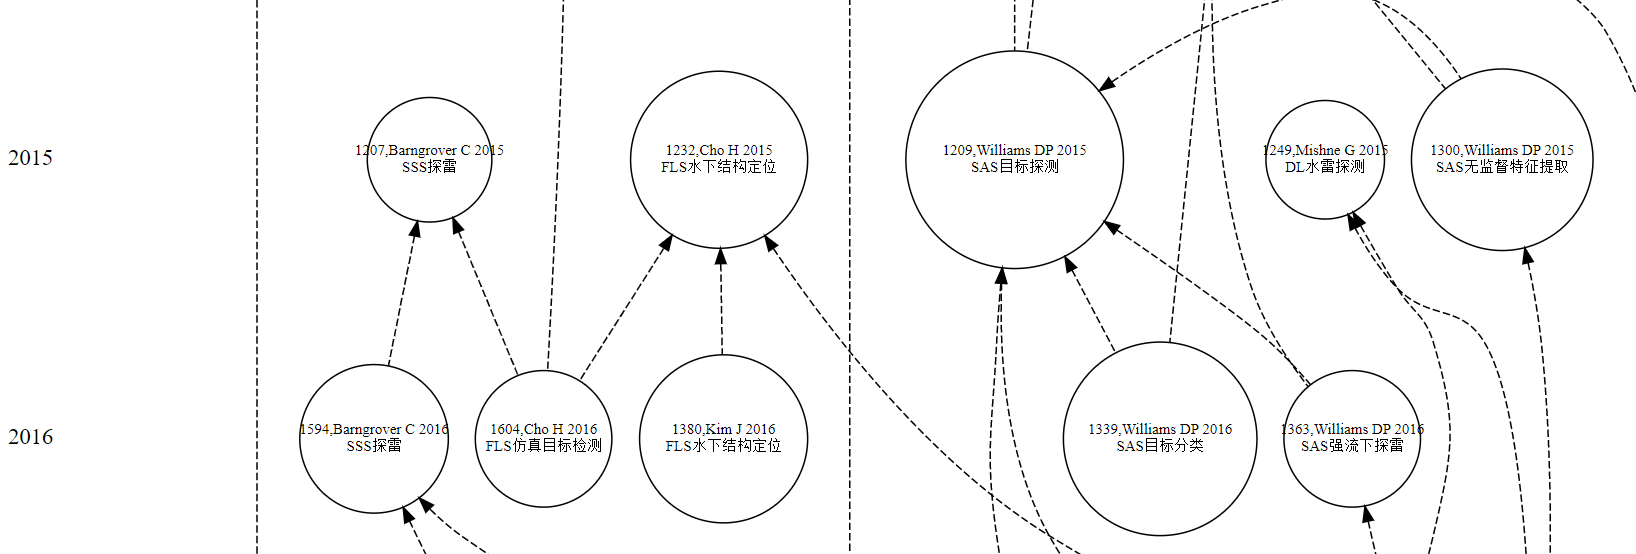 2015
1207,Barngrover C 2015
SSS探雷
1232,Cho H 2015
FLS水下结构定位
1209,Williams DP 2015
SAS目标探测
1249,Mishne G 2015
DL水雷探测
1300,Williams DP 2015
SAS无监督特征提取
2016
1594,Barngrover C 2016
SSS探雷
1604,Cho H 2016
FLS仿真目标检测
1380,Kim J 2016
FLS水下结构定位
1339,Williams DP 2016
SAS目标分类
1363,Williams DP 2016
SAS强流下探雷